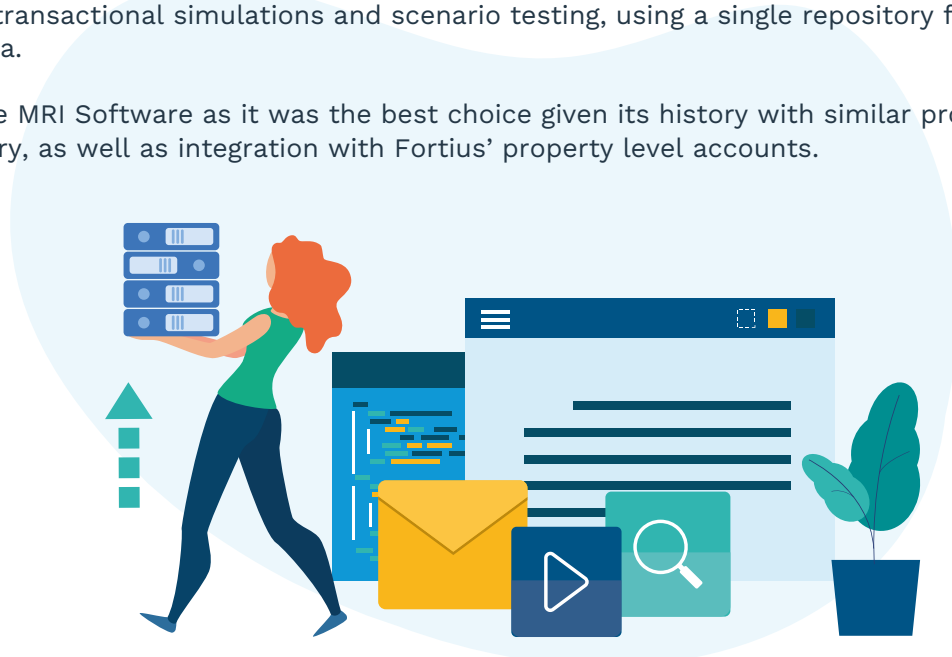 transactional simulations and scenario testing, using a single repository f
a.
e MRI Software as it was the best choice given its history with similar pro
ry, as well as integration with Fortius’ property level accounts.